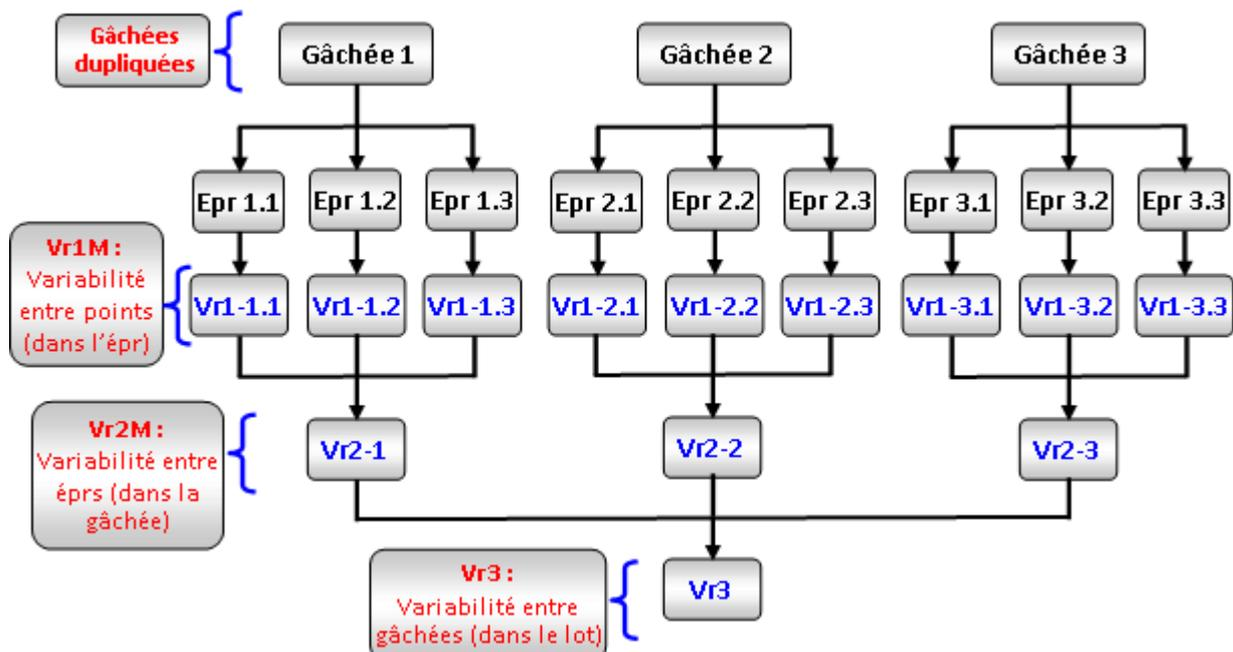 Gâchées
dupliquées
Gâchée 1
Gâchée 2
Gâchée 3
Epr 1.1
Epr 1.2
Epr 1.3
Epr 2.1
Epr 2.2
Epr 2.3
Epr 3.1
Epr 3.2
Epr 3.3
Vr1M :
Variabilité
entre points
(dans l'épr)
Vr1-1.1
Vr1-1.2
Vr1-1.3
Vr1-2.1
Vr1-2.2
Vr1-2.3
Vr1-3.1
Vr1-3.2
Vr1-3.3
Vr2M :
Variabilité entre
éprs (dans la
gâchée)
Vr2-1
Vr2-2
Vr2-3
Vr3 :
Variabilité entre
gâchées (dans le lot)
Vr3